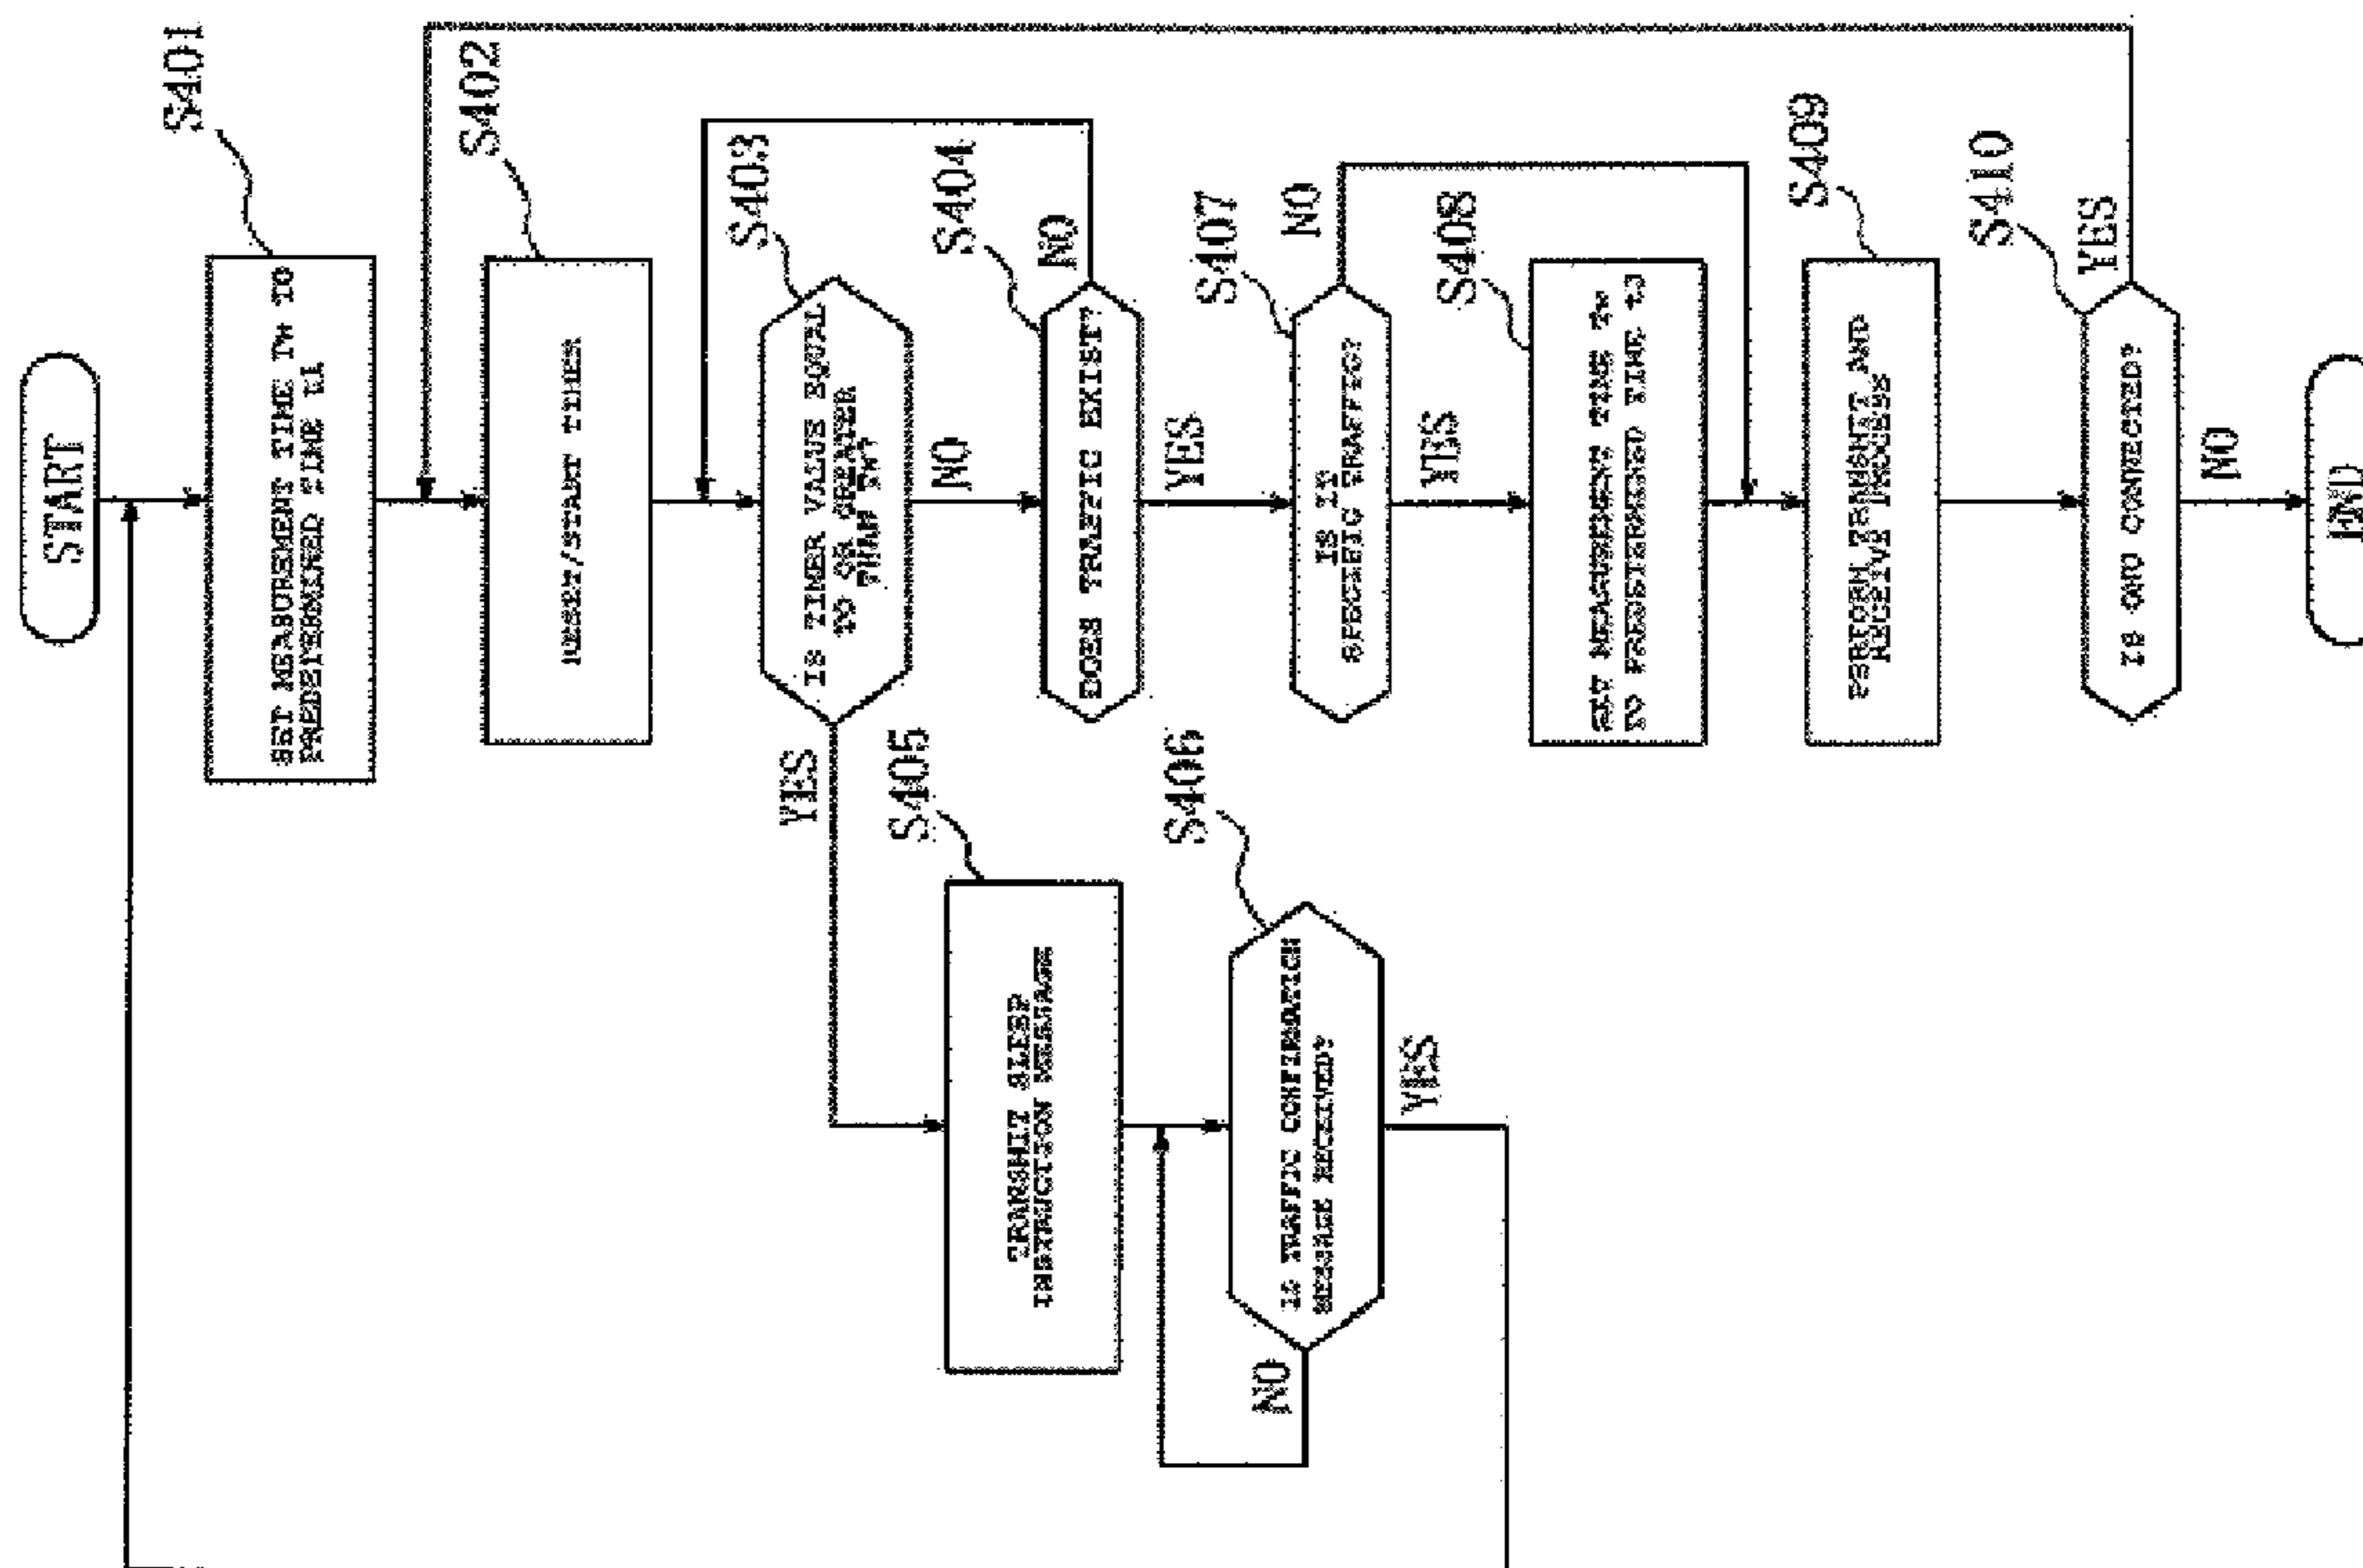 START
S401
SET MEASUREMENT TIME Tw TO
PREDETERMINED TIME t1
S402
RESET/START TIMER
S403
IS TIMER VALUE EQUAL
TO OR GREATER
THAN Tw?
YES
NO
S404
DOES TRAFFIC EXIST?
NO
YES
S405
TRANSMIT SLEEP
INSTRUCTION MESSAGE
S406
IS TRAFFIC CONFIRMATION
MESSAGE RECEIVED?
NO
YES
S407
IS IT
SPECIFIC TRAFFIC?
NO
YES
S408
SET MEASUREMENT TIME Tw
TO PREDETERMINED TIME
S409
PERFORM TRANSMIT AND
RECEIVE PROCESS
S410
IS ONU CONNECTED?
YES
NO
END